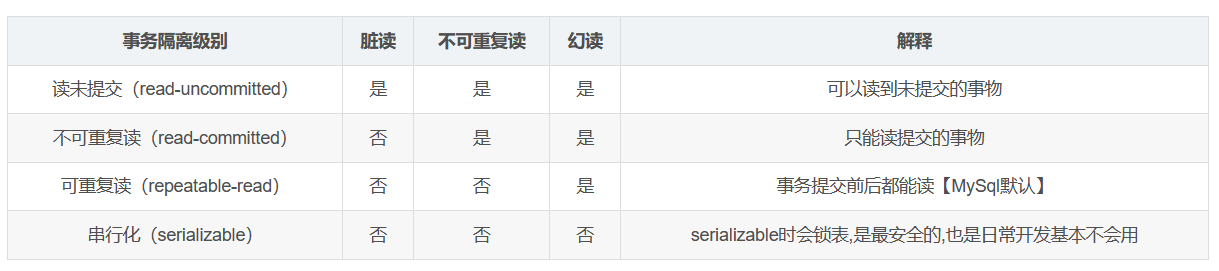 事务隔离级别 脏读 不可重复读 幻读 解释
读未提交（read-uncommitted） 是 是 是 可以读到未提交的事物
不可重复读（read-committed） 否 是 是 只能读提交的事物
可重复读（repeatable-read） 否 否 是 事务提交前后都能读【MySql默认】
串行化（serializable） 否 否 否 serializable时会锁表,是最安全的,也是日常开发基本不会用